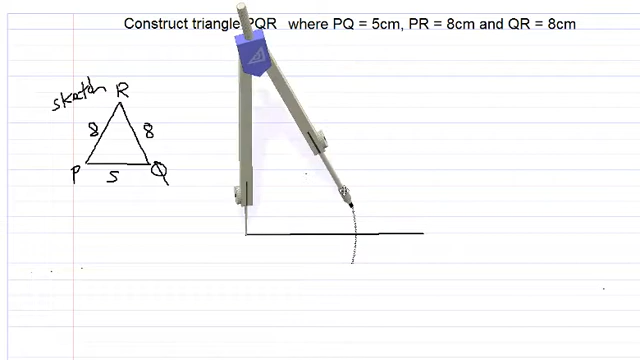 Construct triangle PQR where PQ = 5cm, PR = 8cm and QR = 8cm
sketch R
8 8
P Q
5